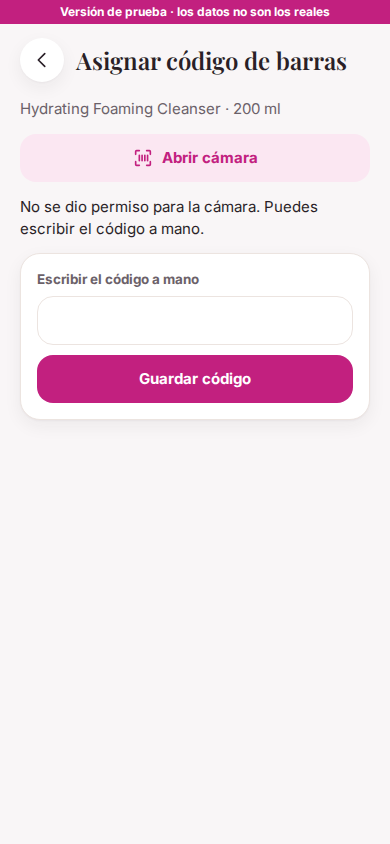 Versión de prueba · los datos no son los reales
Asignar código de barras
Hydrating Foaming Cleanser · 200 ml
Abrir cámara
No se dio permiso para la cámara. Puedes
escribir el código a mano.
Escribir el código a mano
Guardar código